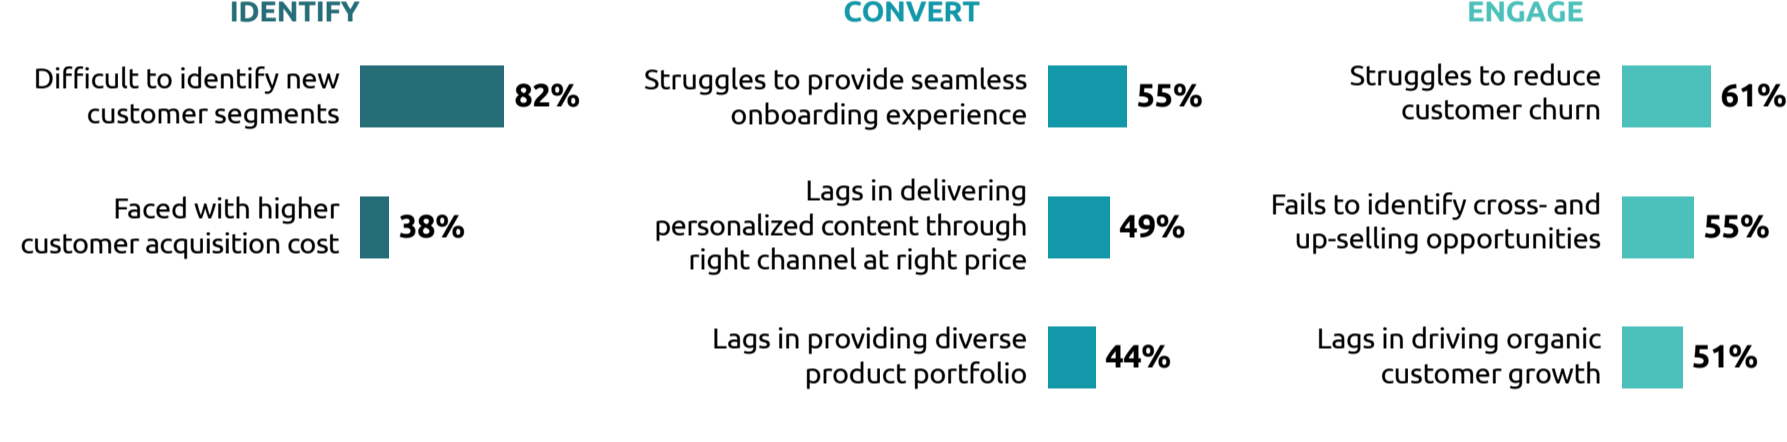 IDENTIFY
Difficult to identify new
customer segments
82%
Faced with higher
customer acquisition cost
38%
CONVERT
Struggles to provide seamless
onboarding experience
55%
Lags in delivering
personalized content through
right channel at right price
49%
Lags in providing diverse
product portfolio
44%
ENGAGE
Struggles to reduce
customer churn
61%
Fails to identify cross- and
up-selling opportunities
55%
Lags in driving organic
customer growth
51%